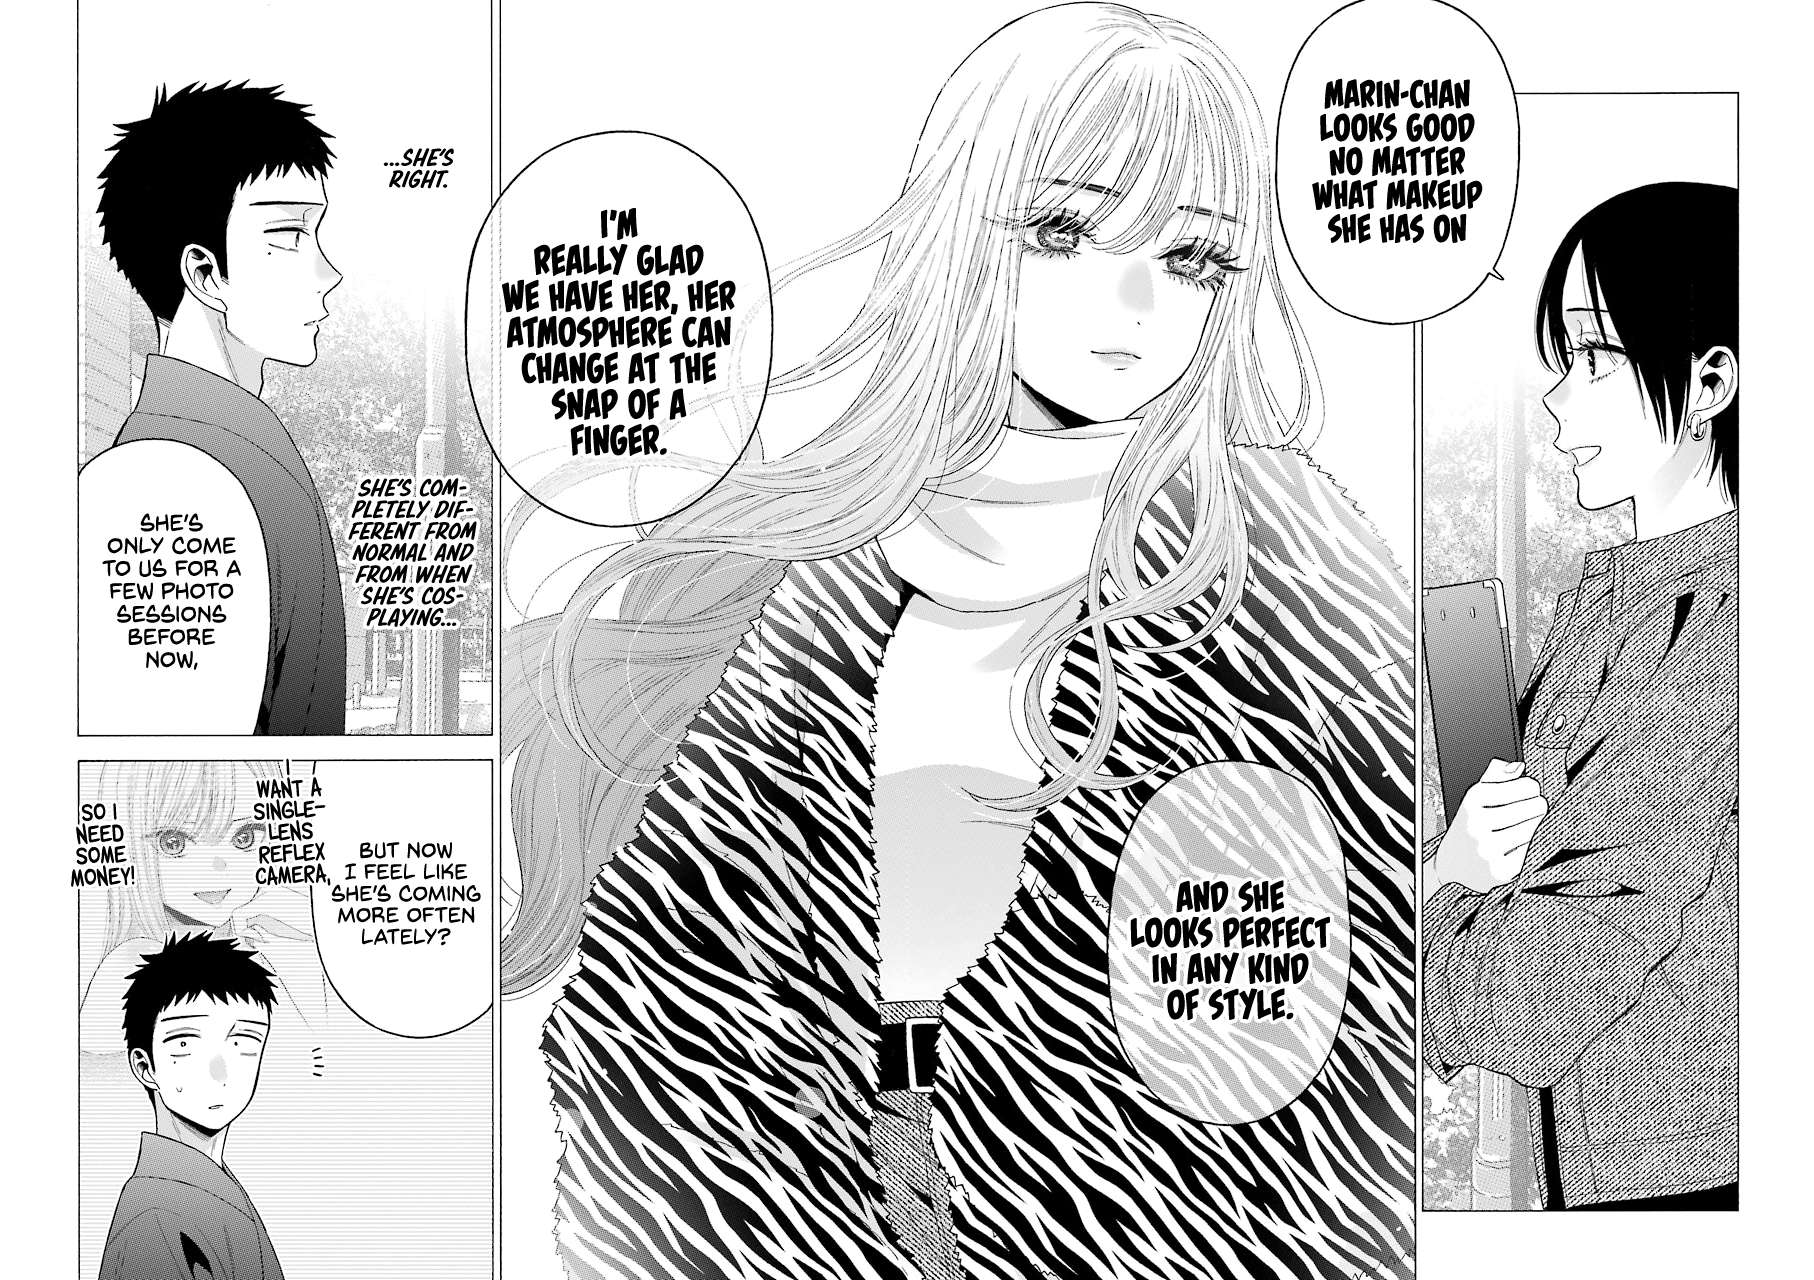 MARIN-CHAN
LOOKS GOOD
NO MATTER
WHAT MAKEUP
SHE HAS ON
AND SHE
LOOKS PERFECT
IN ANY KIND
OF STYLE.
I'M
REALLY GLAD
WE HAVE HER, HER
ATMOSPHERE CAN
CHANGE AT THE
SNAP OF A
FINGER.
...SHE'S
RIGHT.
SHE'S COM-
PLETELY DIF-
FERENT FROM
NORMAL AND
FROM WHEN
SHE'S COS-
PLAYING...
SHE'S
ONLY COME
TO US FOR A
FEW PHOTO
SESSIONS
BEFORE
NOW,
BUT NOW
I FEEL LIKE
SHE'S COMING
MORE OFTEN
LATELY?
I
WANT A
SINGLE-
LENS
REFLEX
CAMERA,
SO I
NEED
SOME
MONEY!